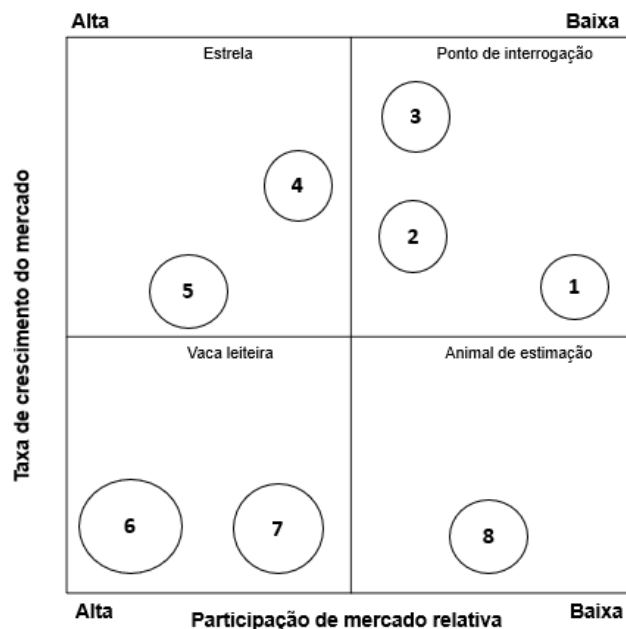 Alta Baixa
Estrela Ponto de interrogação
3
4
2
5 1
Taxa de crescimento do mercado
Vaca leiteira Animal de estimação
6 7 8
Alta Participação de mercado relativa Baixa